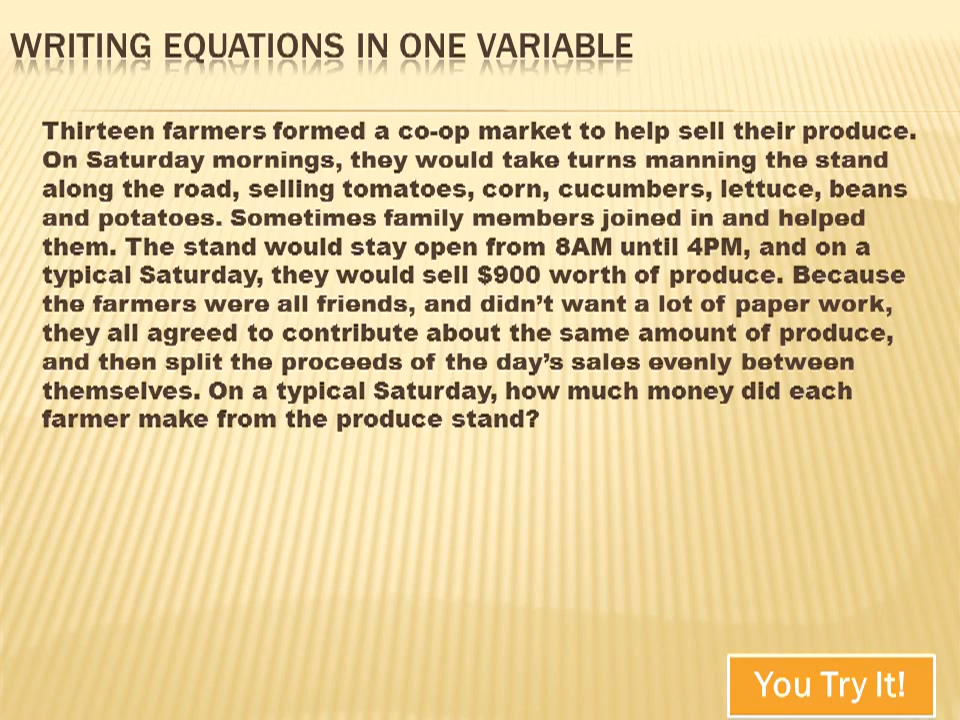 WRITING EQUATIONS IN ONE VARIABLE
Thirteen farmers formed a co-op market to help sell their produce.
On Saturday mornings, they would take turns manning the stand
along the road, selling tomatoes, corn, cucumbers, lettuce, beans
and potatoes. Sometimes family members joined in and helped
them. The stand would stay open from 8AM until 4PM, and on a
typical Saturday, they would sell $900 worth of produce. Because
the farmers were all friends, and didn’t want a lot of paper work,
they all agreed to contribute about the same amount of produce,
and then split the proceeds of the day’s sales evenly between
themselves. On a typical Saturday, how much money did each
farmer make from the produce stand?
You Try It!